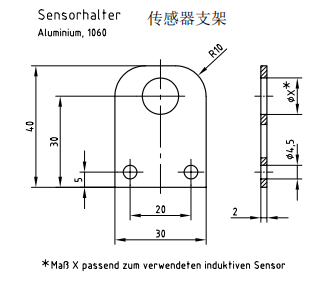 Sensorhalter 传感器支架
Aluminium, 1060
R10
40
30
5
ØX*
Ø4,5
20
2
30
*Maß X passend zum verwendeten induktiven Sensor